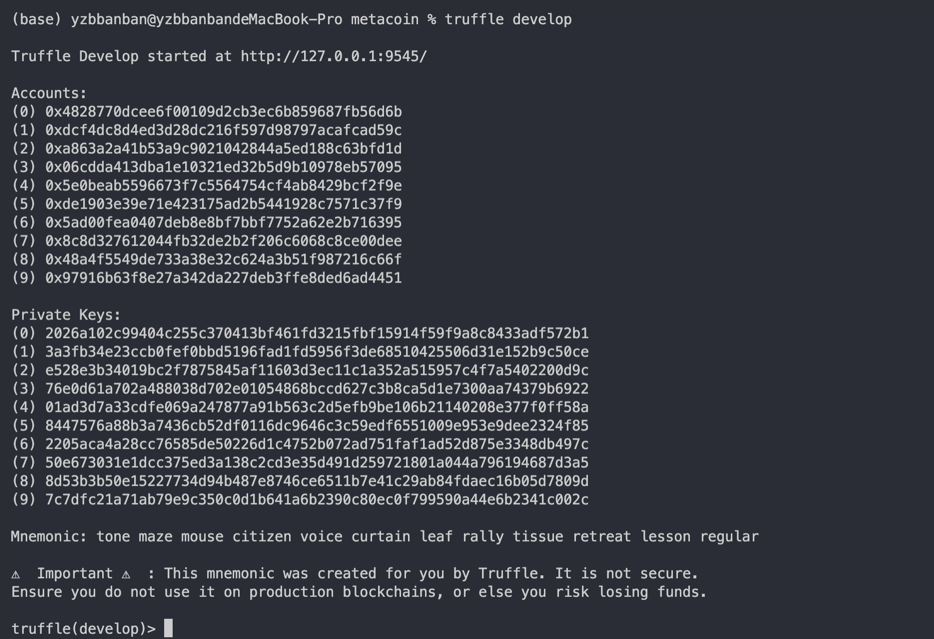 (base) yzbbanban@yzbbanbandeMacBook-Pro metacoin % truffle develop
Truffle Develop started at http://127.0.0.1:9545/
Accounts:
(0) 0x4828770dcee6f00109d2cb3ec6b859687fb56d6b
(1) 0xdcf4dc8d4ed3d28dc216f597d98797acafcad59c
(2) 0xa863a2a41b53a9c9021042844a5ed188c63bfd1d
(3) 0x06cdda413dba1e10321ed32b5d9b10978eb57095
(4) 0x5e0beab5596673f7c5564754cf4ab8429bcf2f9e
(5) 0xde1903e39e71e423175ad2b5441928c7571c37f9
(6) 0x5ad00fea0407deb8e8bf7bbf7752a62e2b716395
(7) 0x8c8d327612044fb32de2b2f206c6068c8ce00dee
(8) 0x48a4f5549de733a38e32c624a3b51f987216c66f
(9) 0x97916b63f8e27a342da227deb3ffe8ded6ad4451
Private Keys:
(0) 2026a102c99404c255c370413bf461fd3215fbf15914f59f9a8c8433adf572b1
(1) 3a3fb34e23ccb0fef0bbd5196fad1fd5956f3de68510425506d31e152b9c50ce
(2) e528e3b34019bc2f7875845af11603d3ec11c1a352a515957c4f7a5402200d9c
(3) 76e0d61a702a488038d702e01054868bccd627c3b8ca5d1e7300aa74379b6922
(4) 01ad3d7a33cdfe069a247877a91b563c2d5efb9be106b21140208e377f0ff58a
(5) 8447576a88b3a7436cb52df0116dc9646c3c59edf6551009e953e9dee2324f85
(6) 2205aca4a28cc76585de50226d1c4752b072ad751faf1ad52d875e3348db497c
(7) 50e673031e1dcc375ed3a138c2cd3e35d491d259721801a044a796194687d3a5
(8) 8d53b3b50e15227734d94b487e8746ce6511b7e41c29ab84fdaec16b05d7809d
(9) 7c7dfc21a71ab79e9c350c0d1b641a6b2390c80ec0f799590a44e6b2341c002c
Mnemonic: tone maze mouse citizen voice curtain leaf rally tissue retreat lesson regular
⚠ Important ⚠ : This mnemonic was created for you by Truffle. It is not secure.
Ensure you do not use it on production blockchains, or else you risk losing funds.
truffle(develop)>